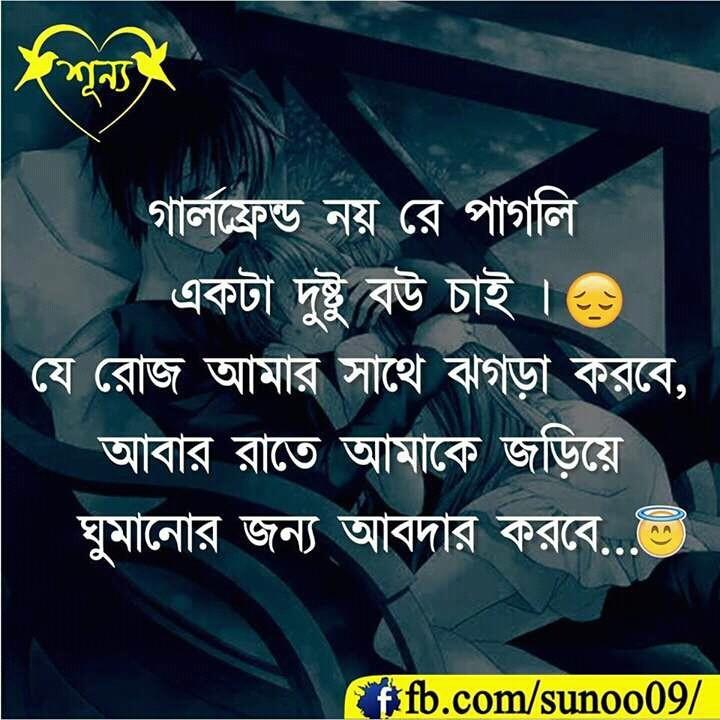 শূন্য
গার্লফ্রেন্ড নয় রে পাগলি
একটা দুষ্টু বউ চাই ।
যে রোজ আমার সাথে ঝগড়া করবে,
আবার রাতে আমাকে জড়িয়ে
ঘুমানোর জন্য আবদার করবে...
fb.com/sunoo09/